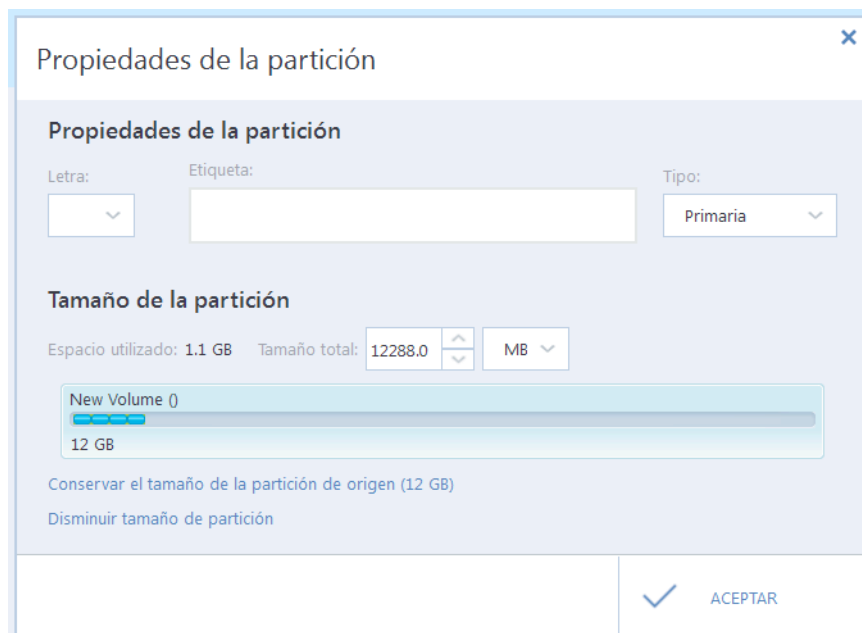 Propiedades de la partición
Propiedades de la partición
Letra:
Etiqueta:
Tipo:
Primaria
Tamaño de la partición
Espacio utilizado: 1.1 GB Tamaño total: 12288.0 MB
New Volume ()
12 GB
Conservar el tamaño de la partición de origen (12 GB)
Disminuir tamaño de partición
ACEPTAR